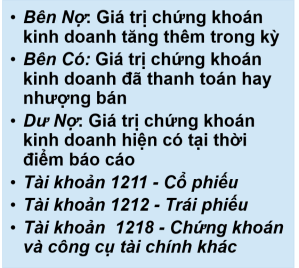 • Bên Nợ: Giá trị chứng khoán
kinh doanh tăng thêm trong kỳ
• Bên Có: Giá trị chứng khoán
kinh doanh đã thanh toán hay
nhượng bán
• Dư Nợ: Giá trị chứng khoán
kinh doanh hiện có tại thời
điểm báo cáo
• Tài khoản 1211 - Cổ phiếu
• Tài khoản 1212 - Trái phiếu
• Tài khoản 1218 - Chứng khoán
và công cụ tài chính khác